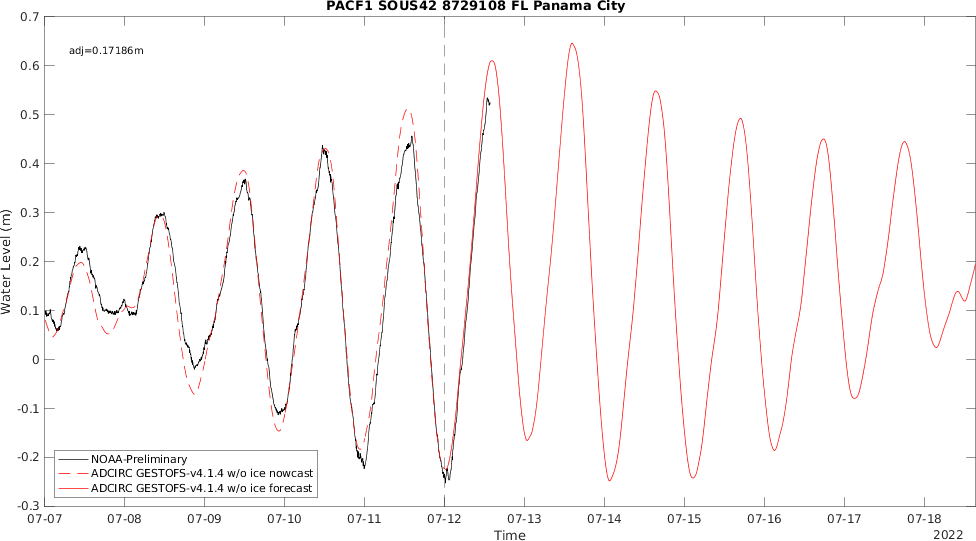 PACF1 SOUS42 8729108 FL Panama City
adj=0.17186m
Water Level (m)
0.7
0.6
0.5
0.4
0.3
0.2
0.1
0
-0.1
-0.2
-0.3
NOAA-Preliminary
ADCIRC GESTOFS-v4.1.4 w/o ice nowcast
ADCIRC GESTOFS-v4.1.4 w/o ice forecast
07-07 07-08 07-09 07-10 07-11 07-12 07-13 07-14 07-15 07-16 07-17 07-18
2022
Time